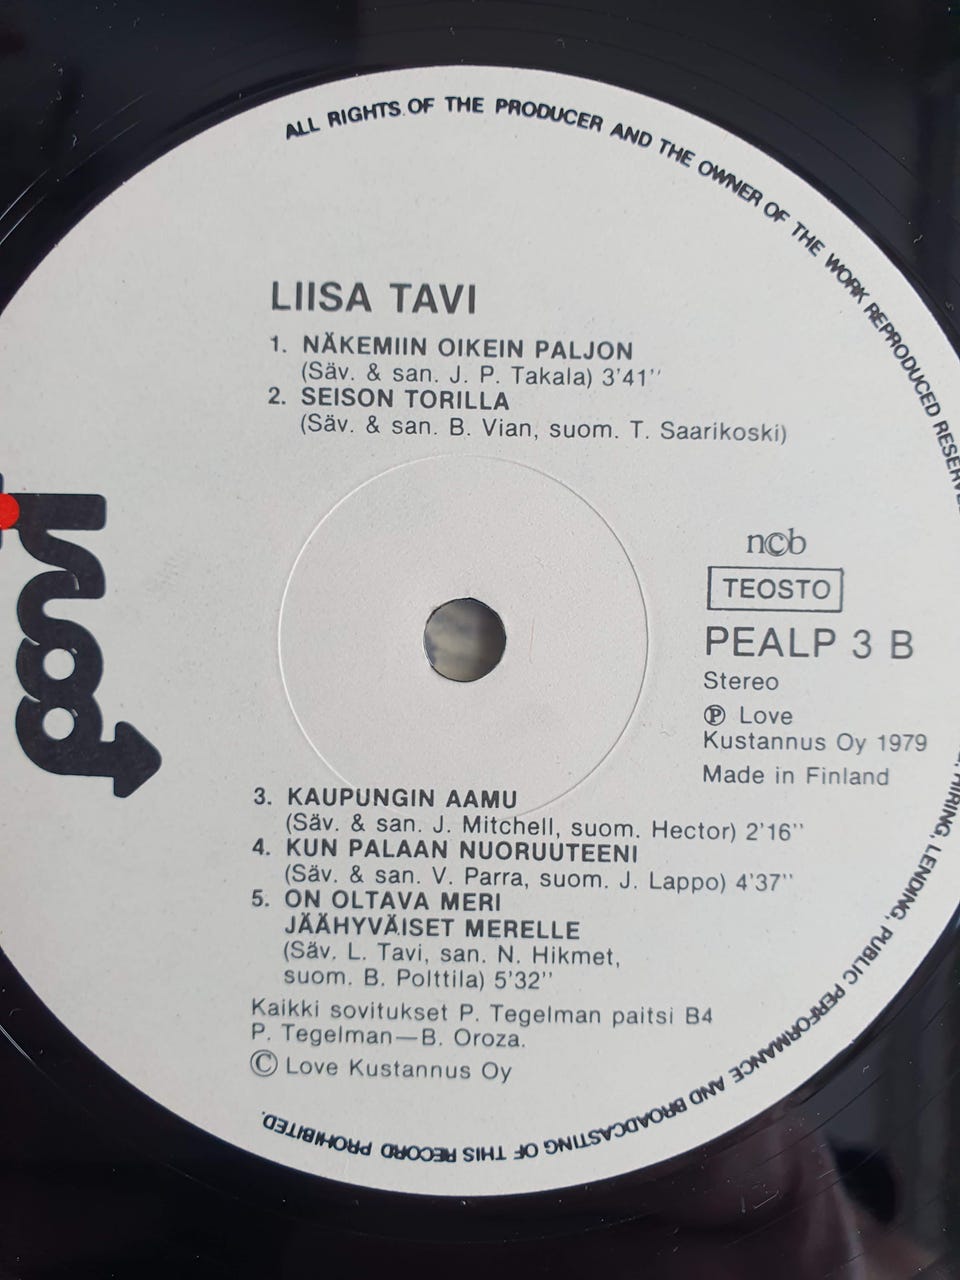 ALL RIGHTS OF THE PRODUCER AND THE OWNER OF THE WORK REPRODUCED
LIISA TAVI
1. NÄKEMIIN OIKEIN PALJON
(Säv. & san. J. P. Takala) 3'41''
2. SEISON TORILLA
(Säv. & san. B. Vian, suom. T. Saarikoski)
ncb
TEOSTO
PEALP 3 B
Stereo
Ⓟ Love
Kustannus Oy 1979
Made in Finland
3. KAUPUNGIN AAMU
(Säv. & san. J. Mitchell, suom. Hector) 2'16''
4. KUN PALAAN NUORUUTEENI
(Säv. & san. V. Parra, suom. J. Lappo) 4'37''
5. ON OLTAVA MERI
JÄÄHYVÄISET MERELLE
(Säv. L. Tavi, san. N. Hikmet,
suom. B. Polttila) 5'32''
Kaikki sovitukset P. Tegelman paitsi B4
P. Tegelman—B. Oroza.
© Love Kustannus Oy
HIRING, LENDING, PUBLIC PERFORMANCE AND BROADCASTING OF THIS RECORD PROHIBITED.